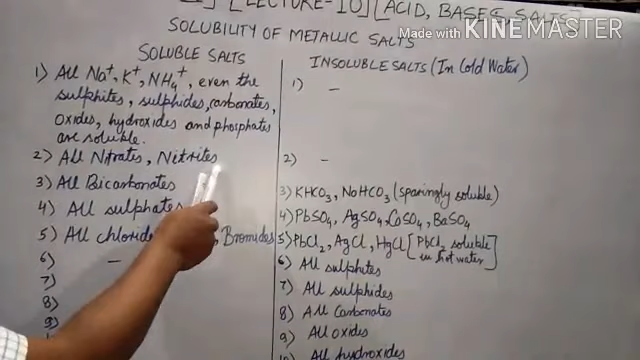 [LECTURE-10] [ACID, BASES, SALTS
Made with KINEMASTER
SOLUBILITY OF METALLIC SALTS
SOLUBLE SALTS
1) All Na+, K+, NH4+, even the
sulphites, sulphides, carbonates,
oxides, hydroxides and phosphates
are soluble.
2) All Nitrates, Nitrites
3) All Bicarbonates
4) All sulphates
5) All chloride , Bromides
6) –
7)
8)
9)
INSOLUBLE SALTS (In Cold Water)
1) –
2) –
3) KHCO3, NaHCO3 (sparingly soluble)
4) PbSO4, AgSO4, CaSO4, BaSO4
5) PbCl2, AgCl, HgCl [PbCl2 soluble
in hot water]
6) All sulphites
7) All sulphides
8) All Carbonates
9) All oxides
10) All hydroxides